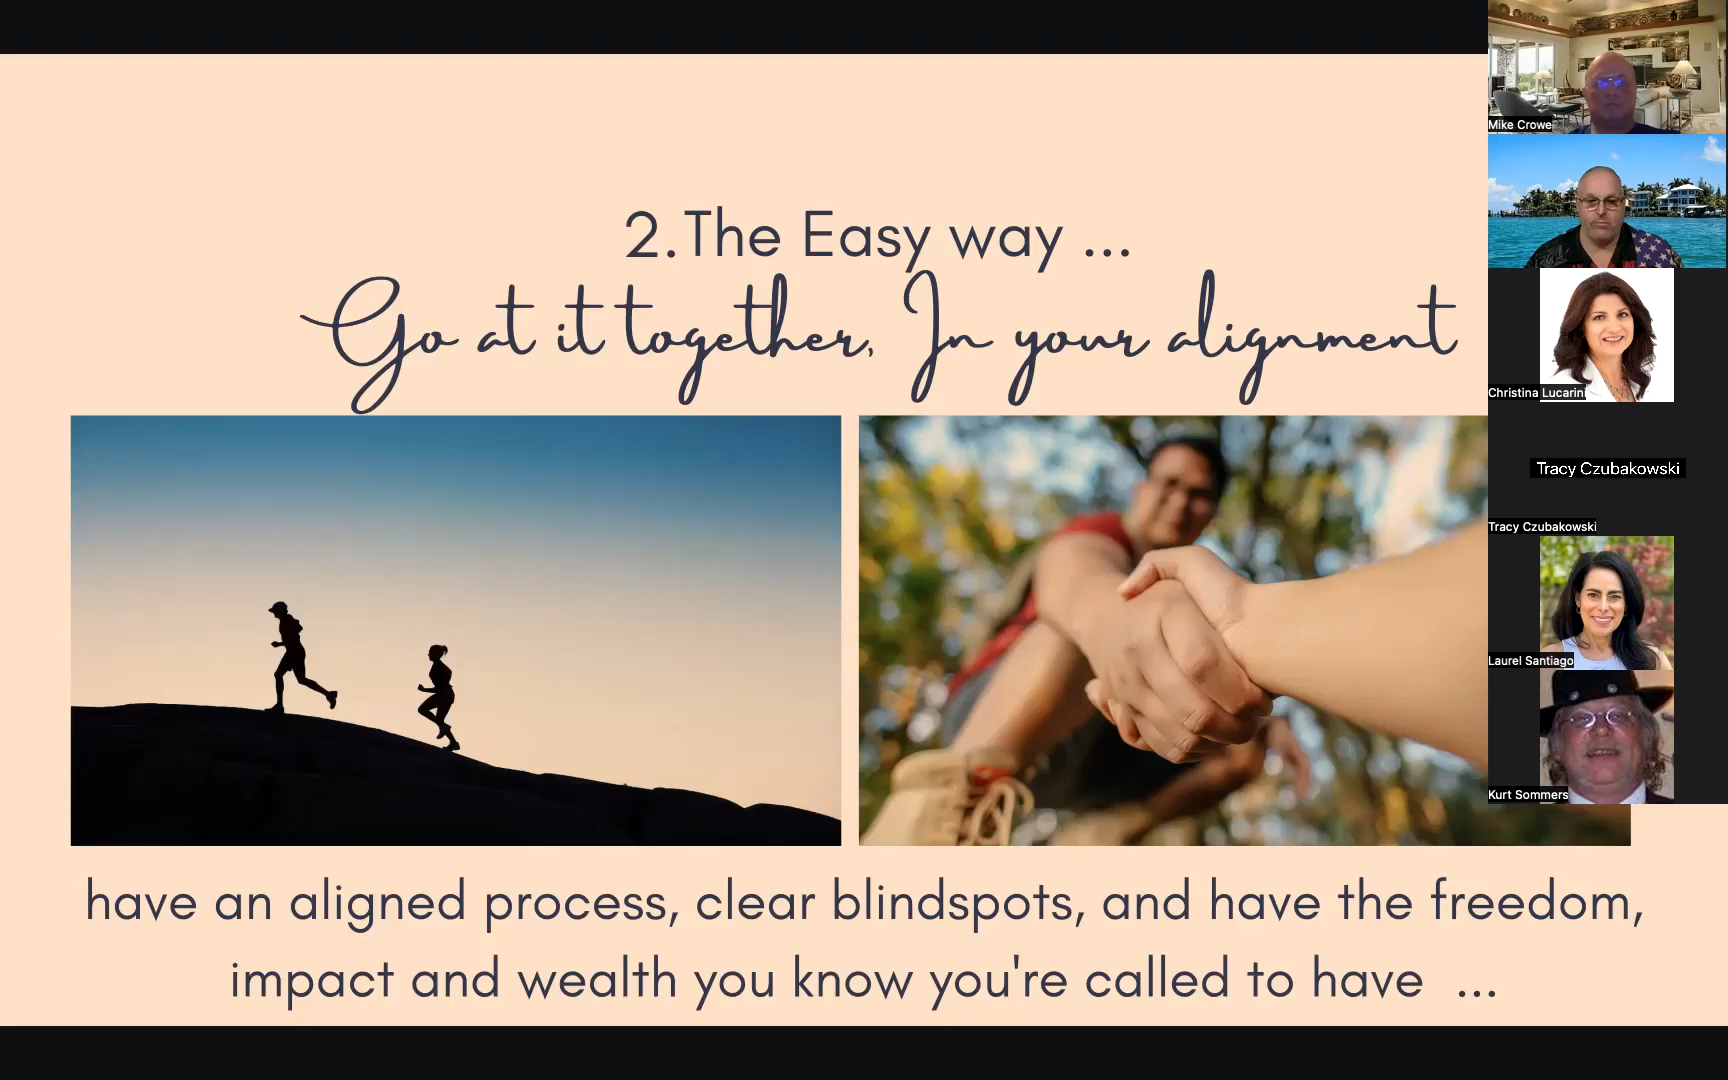 2.The Easy way ...
Go at it together, In your alignment
have an aligned process, clear blindspots, and have the freedom,
impact and wealth you know you're called to have ...
Mike Crowe
Christina Lucarini
Tracy Czubakowski
Tracy Czubakowski
Laurel Santiago
Kurt Sommers